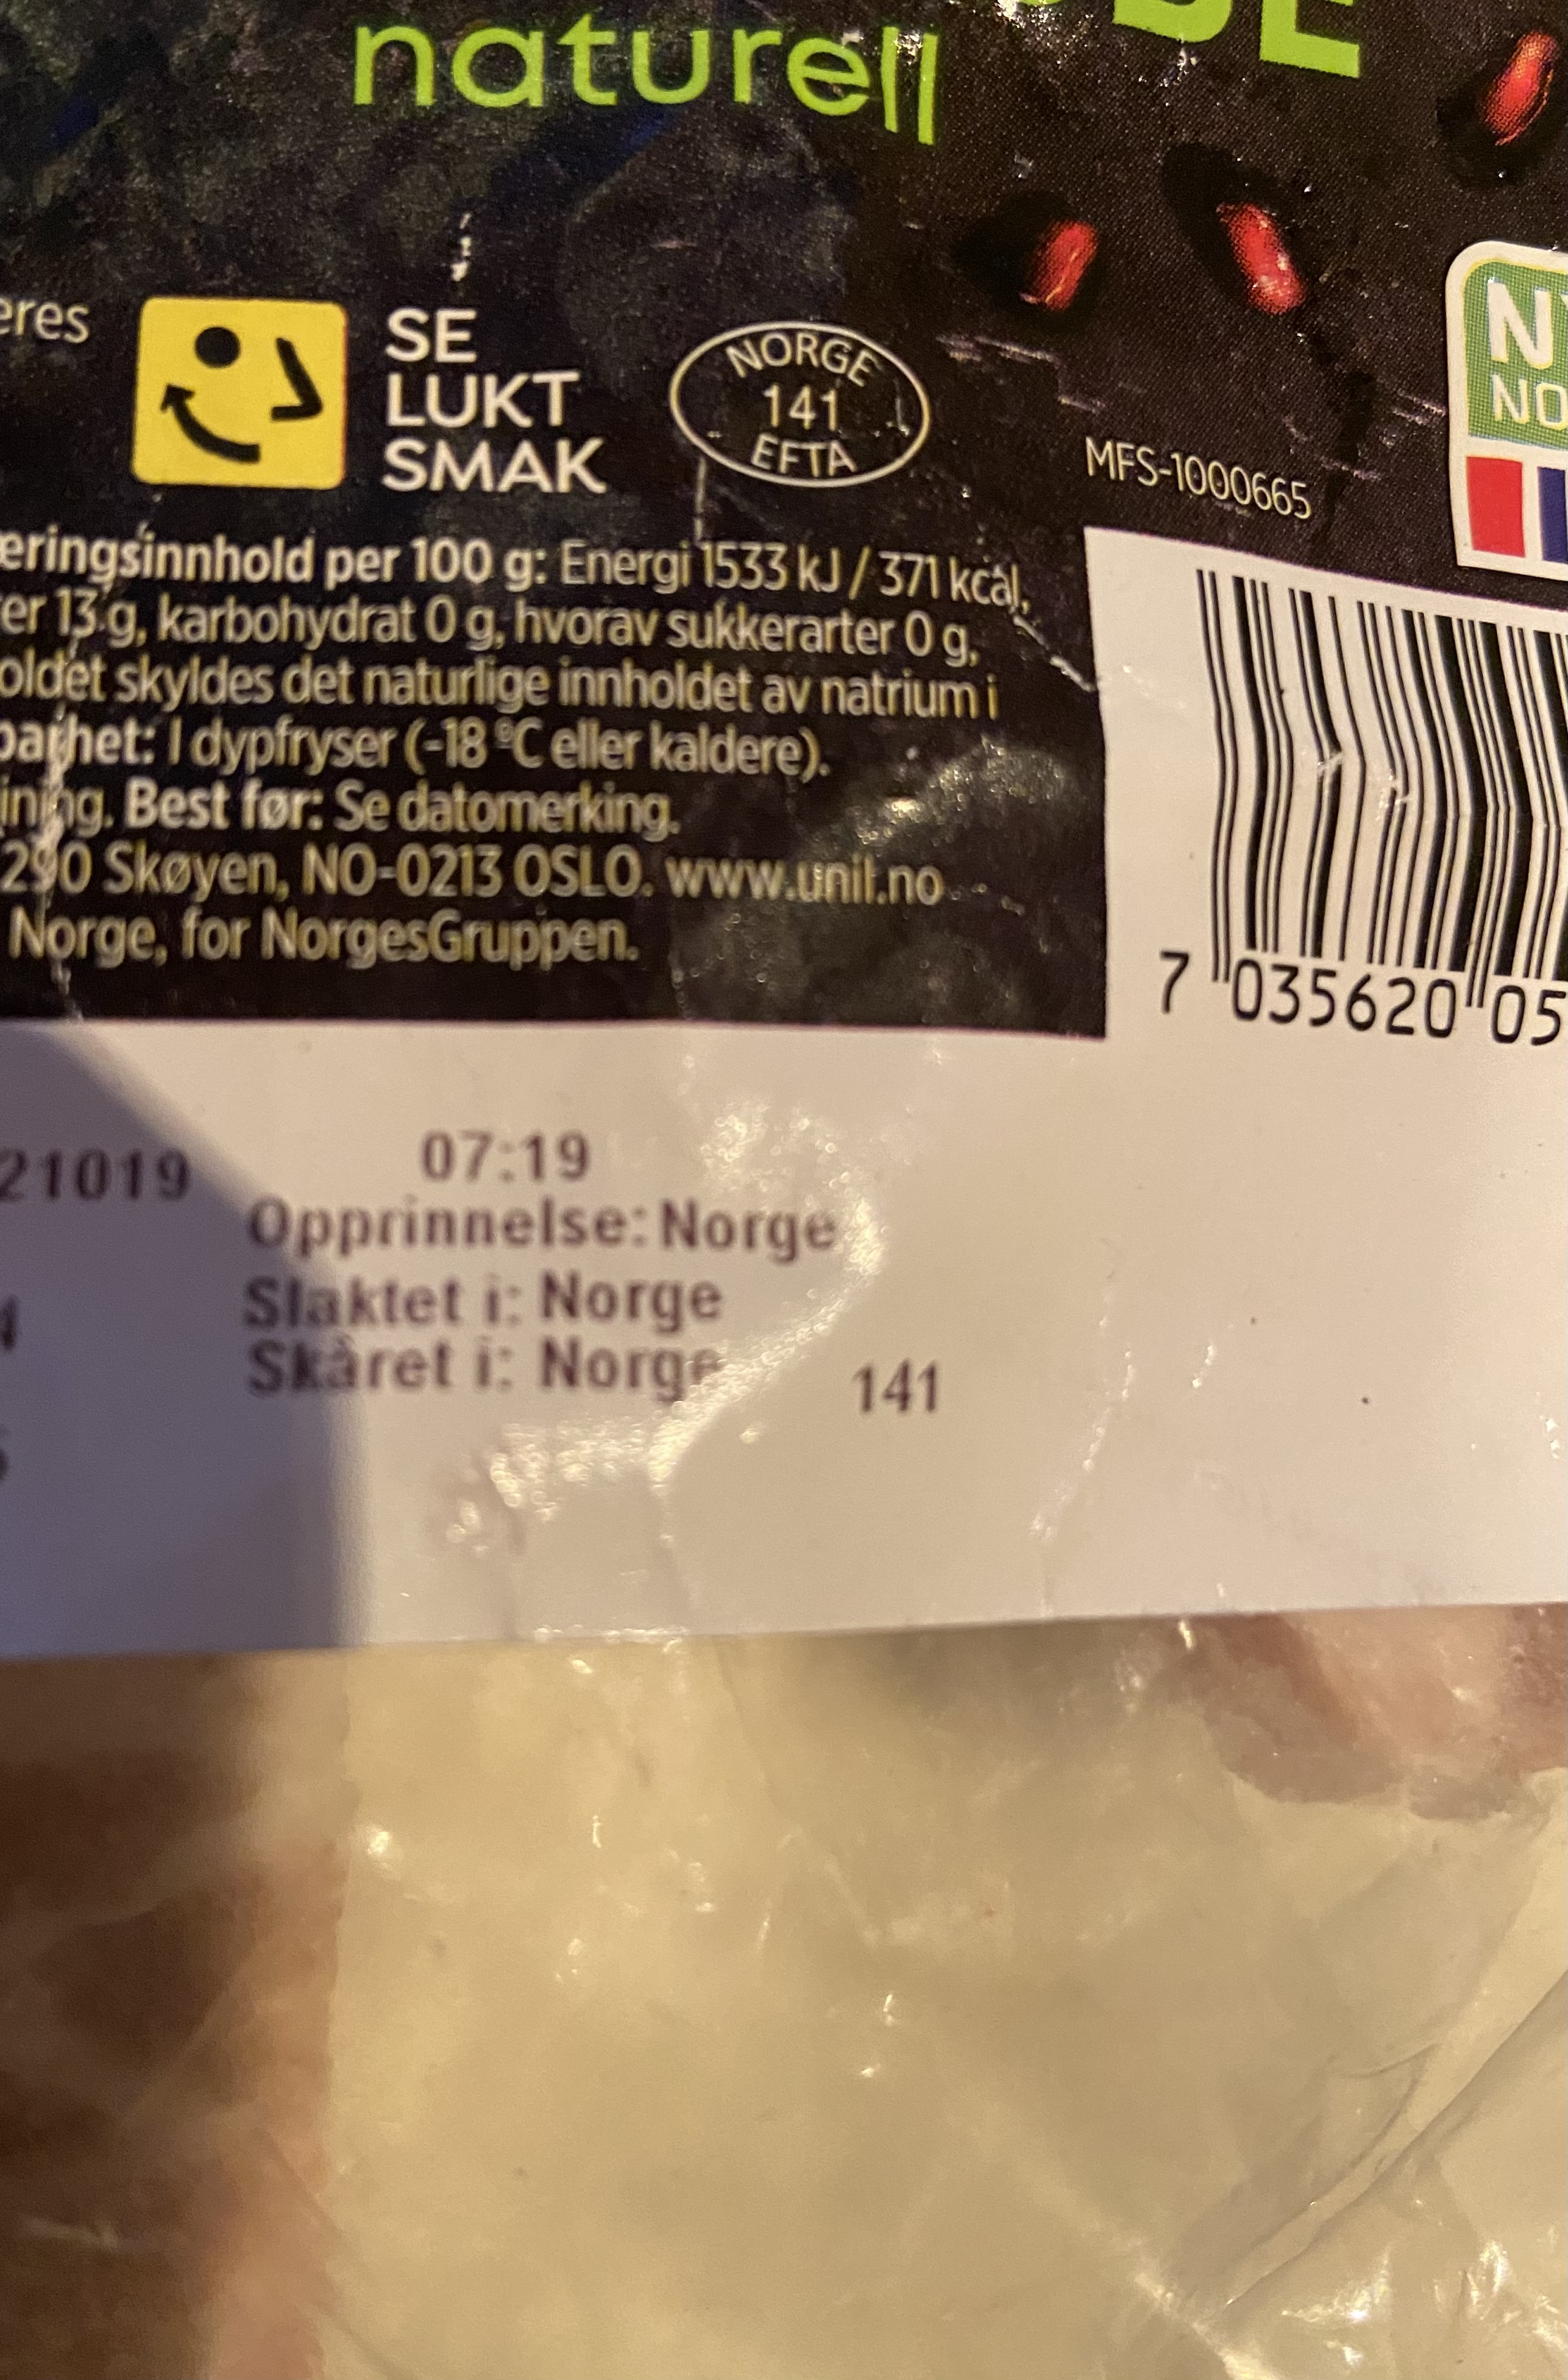 naturell
eres
SE
LUKT
SMAK
NORGE
141
EFTA
MFS-1000665
N
NO
æringsinnhold per 100 g: Energi 1533 kJ / 371 kcal,
er 13 g, karbohydrat 0 g, hvorav sukkerarter 0 g,
oldet skyldes det naturlige innholdet av natrium i
barhet: I dypfryser (-18 °C eller kaldere).
ining. Best før: Se datomerking.
290 Skøyen, NO-0213 OSLO. www.unil.no
Norge, for NorgesGruppen.
7 035620 05
21019 07:19
Opprinnelse: Norge
Slaktet i: Norge
Skåret i: Norge
141